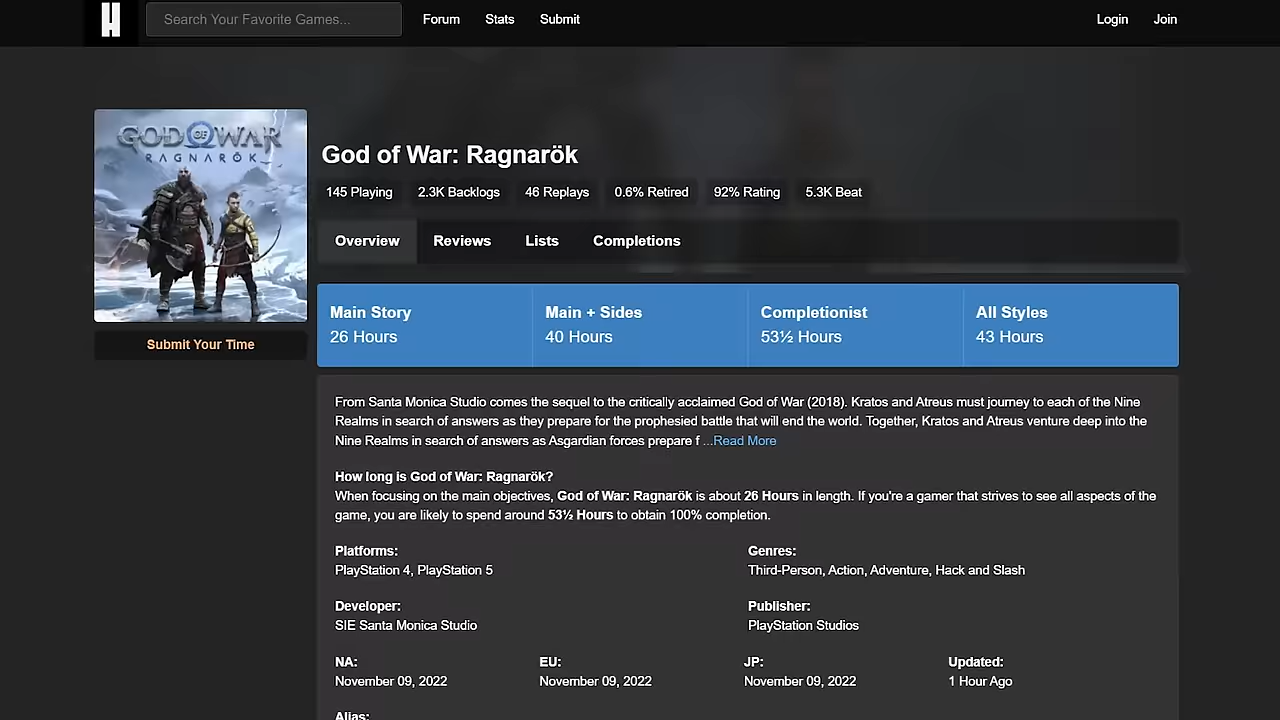 H
Search Your Favorite Games...
Forum
Stats
Submit
Login
Join
GOD OF WAR
RAGNARÖK
Submit Your Time
God of War: Ragnarök
145 Playing
2.3K Backlogs
46 Replays
0.6% Retired
92% Rating
5.3K Beat
Overview
Reviews
Lists
Completions
Main Story
26 Hours
Main + Sides
40 Hours
Completionist
53½ Hours
All Styles
43 Hours
From Santa Monica Studio comes the sequel to the critically acclaimed God of War (2018). Kratos and Atreus must journey to each of the Nine
Realms in search of answers as they prepare for the prophesied battle that will end the world. Together, Kratos and Atreus venture deep into the
Nine Realms in search of answers as Asgardian forces prepare f ...Read More
How long is God of War: Ragnarök?
When focusing on the main objectives, God of War: Ragnarök is about 26 Hours in length. If you're a gamer that strives to see all aspects of the
game, you are likely to spend around 53½ Hours to obtain 100% completion.
Platforms:
PlayStation 4, PlayStation 5
Genres:
Third-Person, Action, Adventure, Hack and Slash
Developer:
SIE Santa Monica Studio
Publisher:
PlayStation Studios
NA:
November 09, 2022
EU:
November 09, 2022
JP:
November 09, 2022
Updated:
1 Hour Ago
Alias: